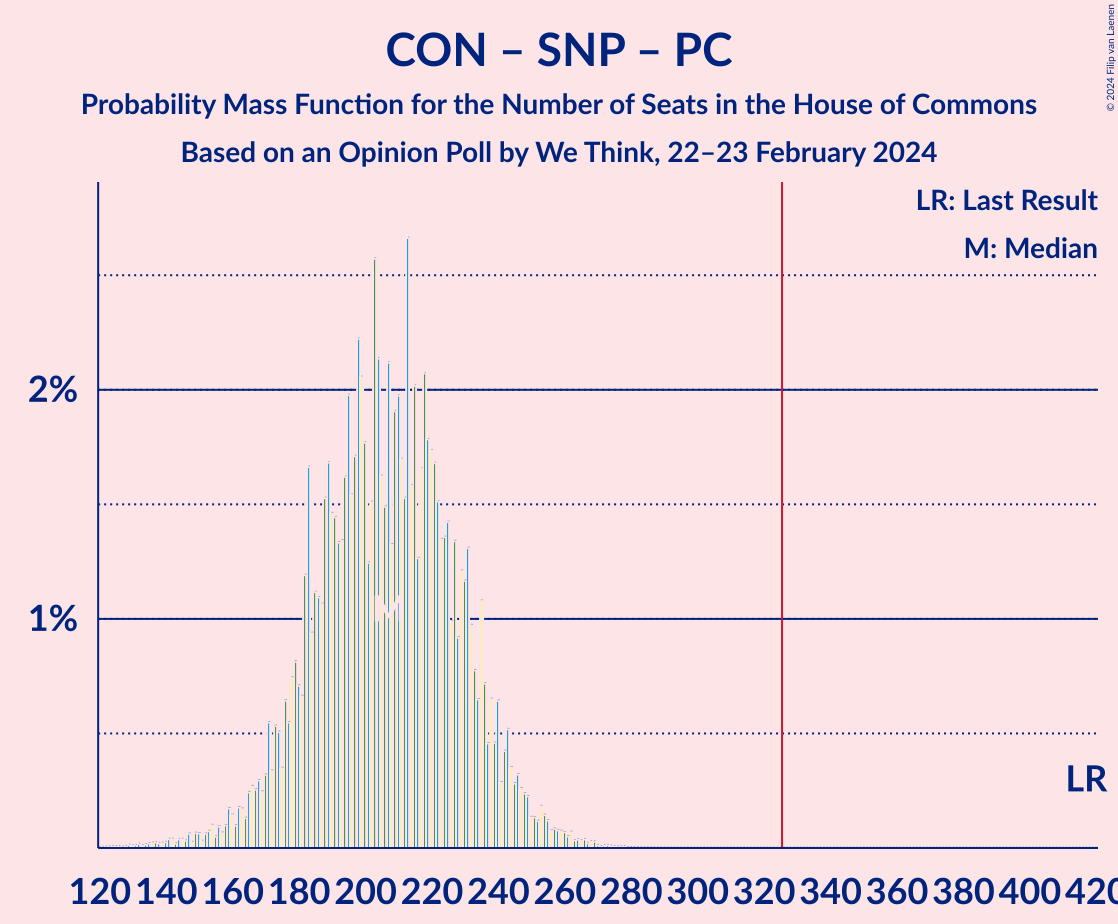 CON – SNP – PC
Probability Mass Function for the Number of Seats in the House of Commons
Based on an Opinion Poll by We Think, 22–23 February 2024
© 2024 Filip van Laenen
LR: Last Result
M: Median
2%
1%
M
LR
120 140 160 180 200 220 240 260 280 300 320 340 360 380 400 420